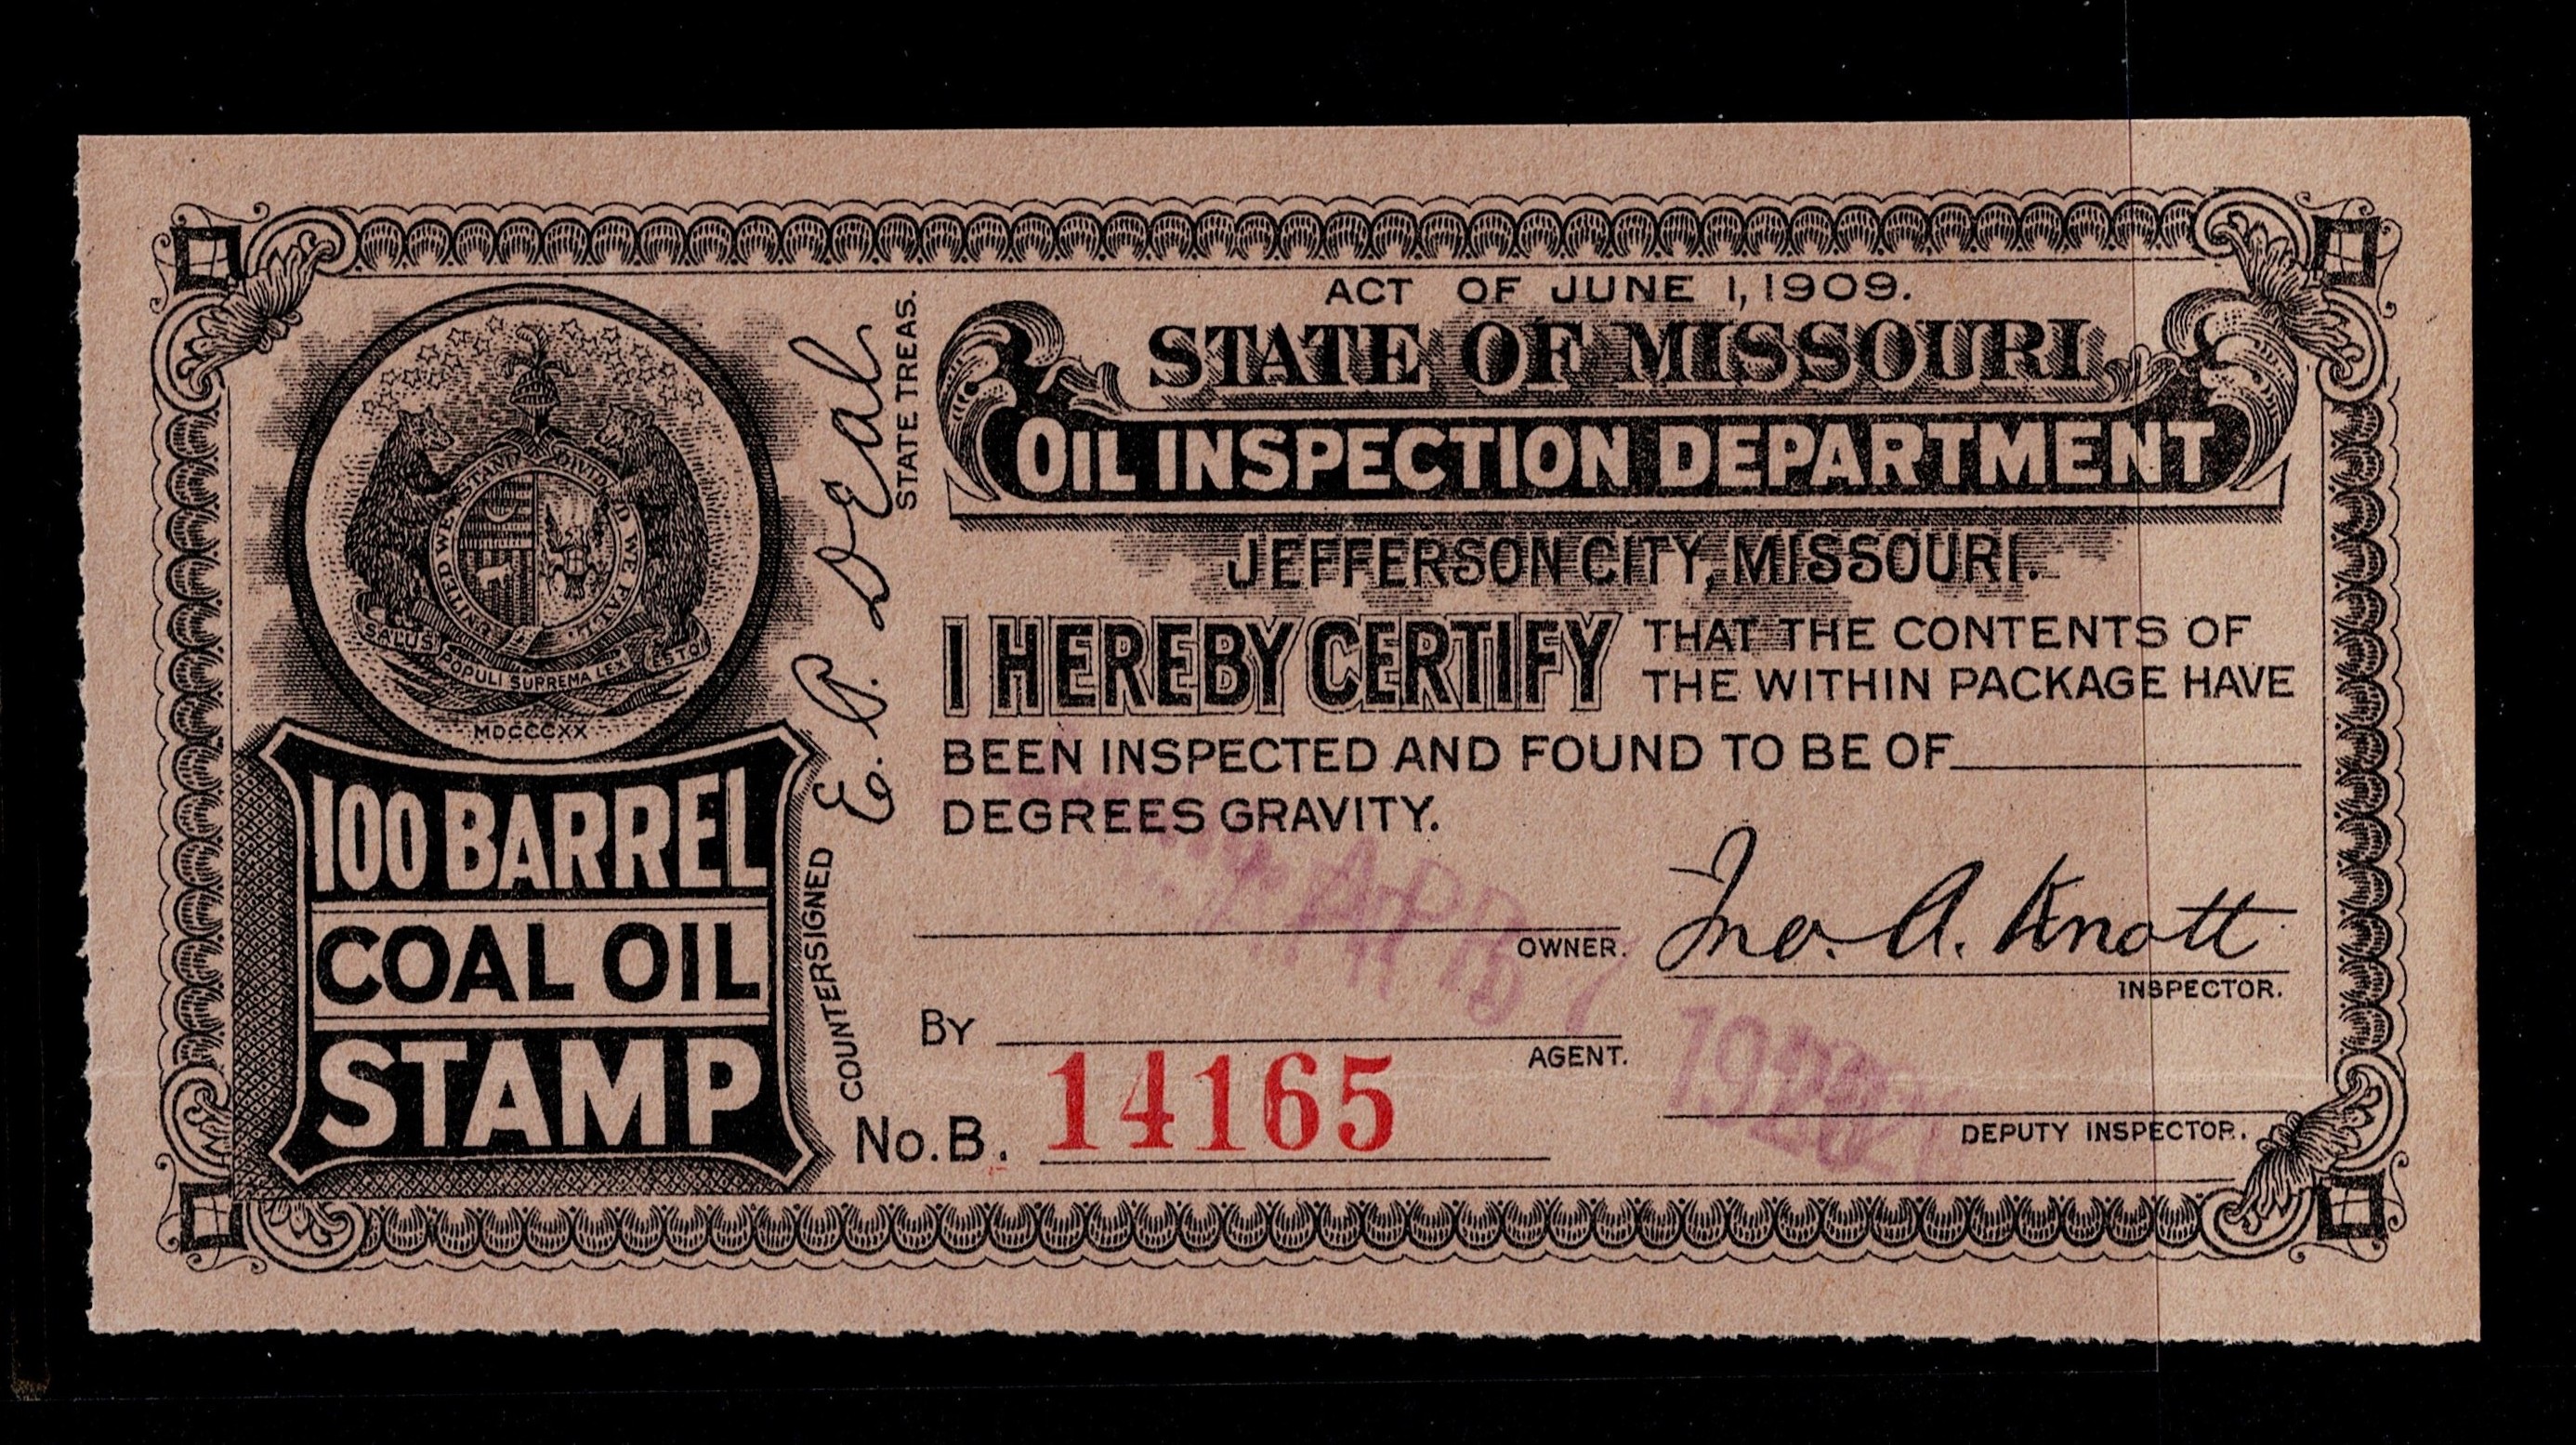 UNITED WE STAND DIVIDED WE FALL
SALUS POPULI SUPREMA LEX ESTO
MDCCCXX
100 BARREL
COAL OIL
STAMP
COUNTERSIGNED
E. P. DEAL
STATE TREAS.
ACT OF JUNE 1, 1909.
STATE OF MISSOURI
OIL INSPECTION DEPARTMENT
JEFFERSON CITY, MISSOURI.
I HEREBY CERTIFY THAT THE CONTENTS OF
THE WITHIN PACKAGE HAVE
BEEN INSPECTED AND FOUND TO BE OF
DEGREES GRAVITY.
OWNER.
Jno. A. Knott
INSPECTOR.
BY
AGENT.
DEPUTY INSPECTOR.
No. B. 14165
APR